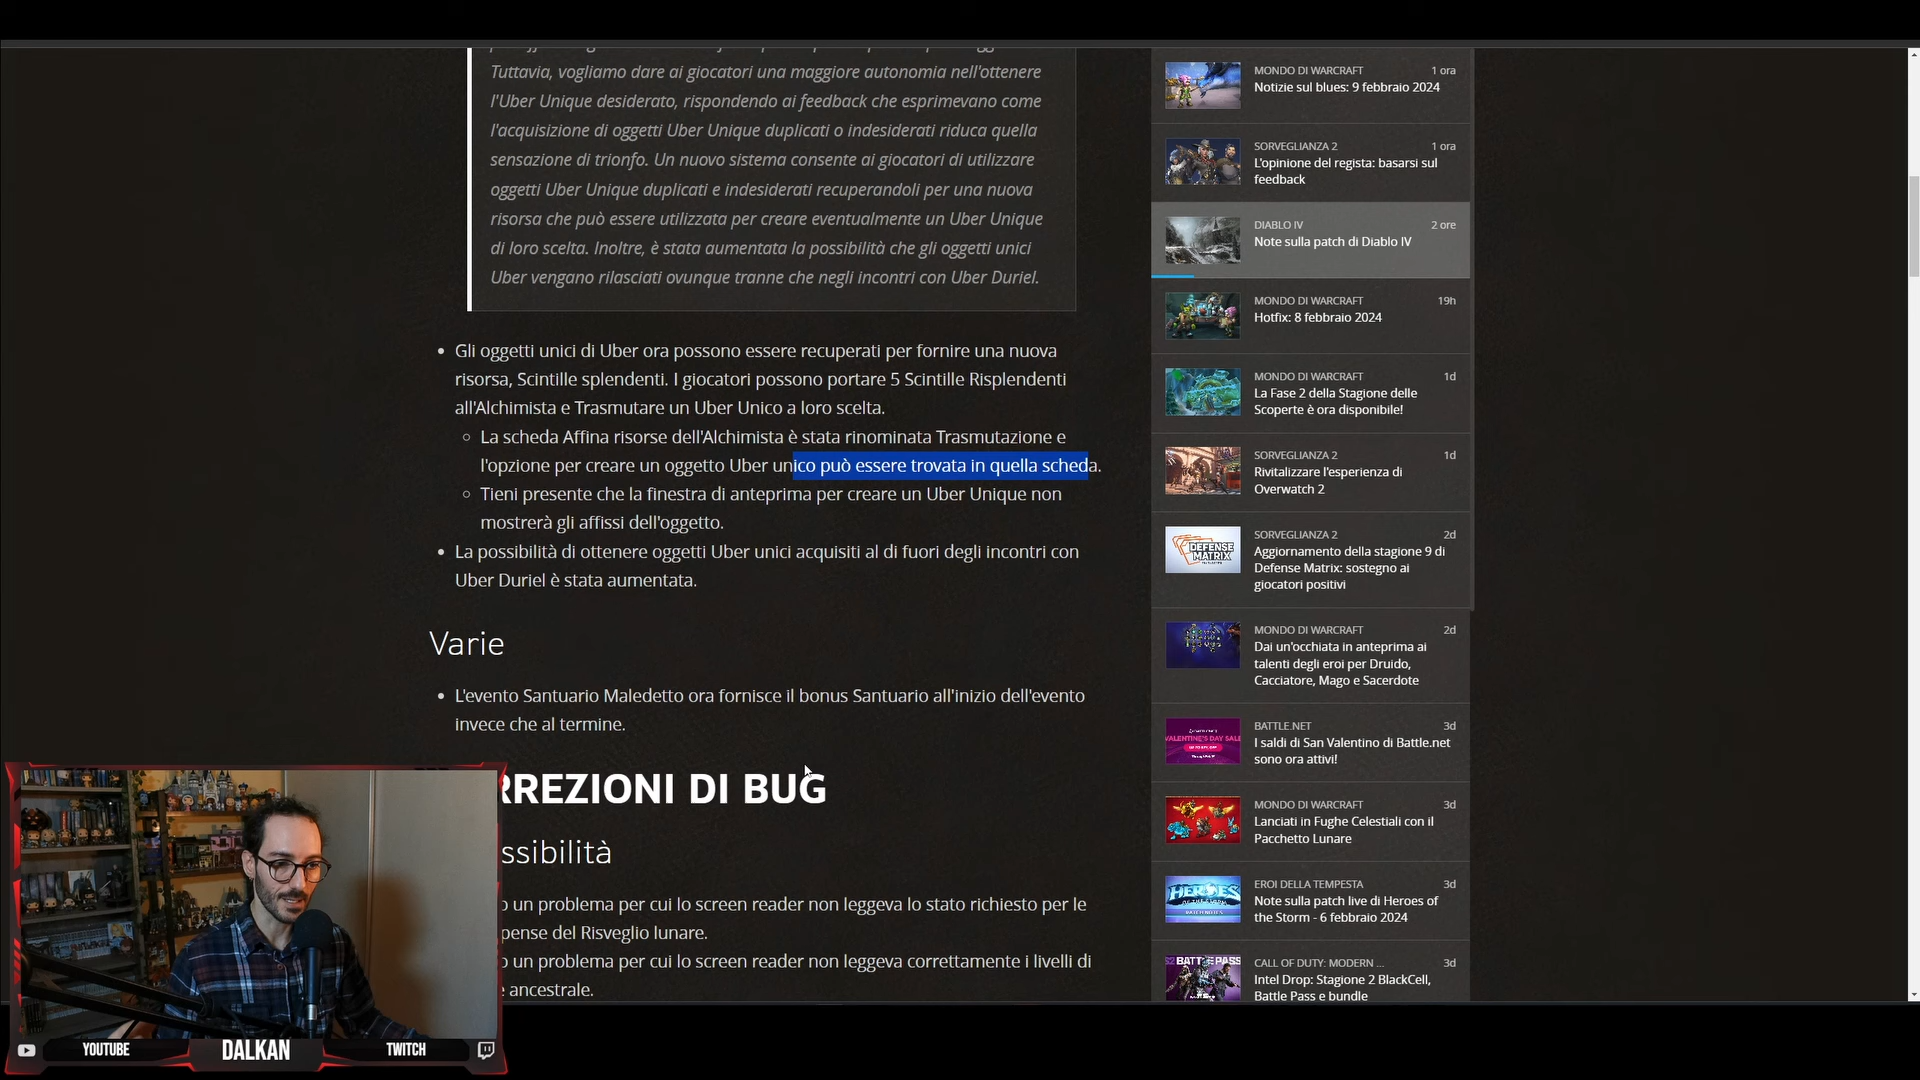 Tuttavia, vogliamo dare ai giocatori una maggiore autonomia nell'ottenere
l'Uber Unique desiderato, rispondendo ai feedback che esprimevano come
l'acquisizione di oggetti Uber Unique duplicati o indesiderati riduca quella
sensazione di trionfo. Un nuovo sistema consente ai giocatori di utilizzare
oggetti Uber Unique duplicati e indesiderati recuperandoli per una nuova
risorsa che può essere utilizzata per creare eventualmente un Uber Unique
di loro scelta. Inoltre, è stata aumentata la possibilità che gli oggetti unici
Uber vengano rilasciati ovunque tranne che negli incontri con Uber Duriel.
Gli oggetti unici di Uber ora possono essere recuperati per fornire una nuova
risorsa, Scintille splendenti. I giocatori possono portare 5 Scintille Risplendenti
all'Alchimista e Trasmutare un Uber Unico a loro scelta.
La scheda Affina risorse dell'Alchimista è stata rinominata Trasmutazione e
l'opzione per creare un oggetto Uber unico può essere trovata in quella scheda.
Tieni presente che la finestra di anteprima per creare un Uber Unique non
mostrerà gli affissi dell'oggetto.
La possibilità di ottenere oggetti Uber unici acquisiti al di fuori degli incontri con
Uber Duriel è stata aumentata.
Varie
L'evento Santuario Maledetto ora fornisce il bonus Santuario all'inizio dell'evento
invece che al termine.
RREZIONI DI BUG
ssibilità
o un problema per cui lo screen reader non leggeva lo stato richiesto per le
pense del Risveglio lunare.
o un problema per cui lo screen reader non leggeva correttamente i livelli di
e ancestrale.
MONDO DI WARCRAFT 1 ora
Notizie sul blues: 9 febbraio 2024
SORVEGLIANZA 2 1 ora
L'opinione del regista: basarsi sul
feedback
DIABLO IV 2 ore
Note sulla patch di Diablo IV
MONDO DI WARCRAFT 19h
Hotfix: 8 febbraio 2024
MONDO DI WARCRAFT 1d
La Fase 2 della Stagione delle
Scoperte è ora disponibile!
SORVEGLIANZA 2 1d
Rivitalizzare l'esperienza di
Overwatch 2
SORVEGLIANZA 2 2d
Aggiornamento della stagione 9 di
Defense Matrix: sostegno ai
giocatori positivi
DEFENSE
MATRIX
MONDO DI WARCRAFT 2d
Dai un'occhiata in anteprima ai
talenti degli eroi per Druido,
Cacciatore, Mago e Sacerdote
BATTLE.NET 3d
I saldi di San Valentino di Battle.net
sono ora attivi!
VALENTINE'S DAY SALE
MONDO DI WARCRAFT 3d
Lanciati in Fughe Celestiali con il
Pacchetto Lunare
EROI DELLA TEMPESTA 3d
Note sulla patch live di Heroes of
the Storm - 6 febbraio 2024
HEROES
CALL OF DUTY: MODERN ... 3d
Intel Drop: Stagione 2 BlackCell,
Battle Pass e bundle
S2 BATTLE PASS
YOUTUBE
DALKAN
TWITCH